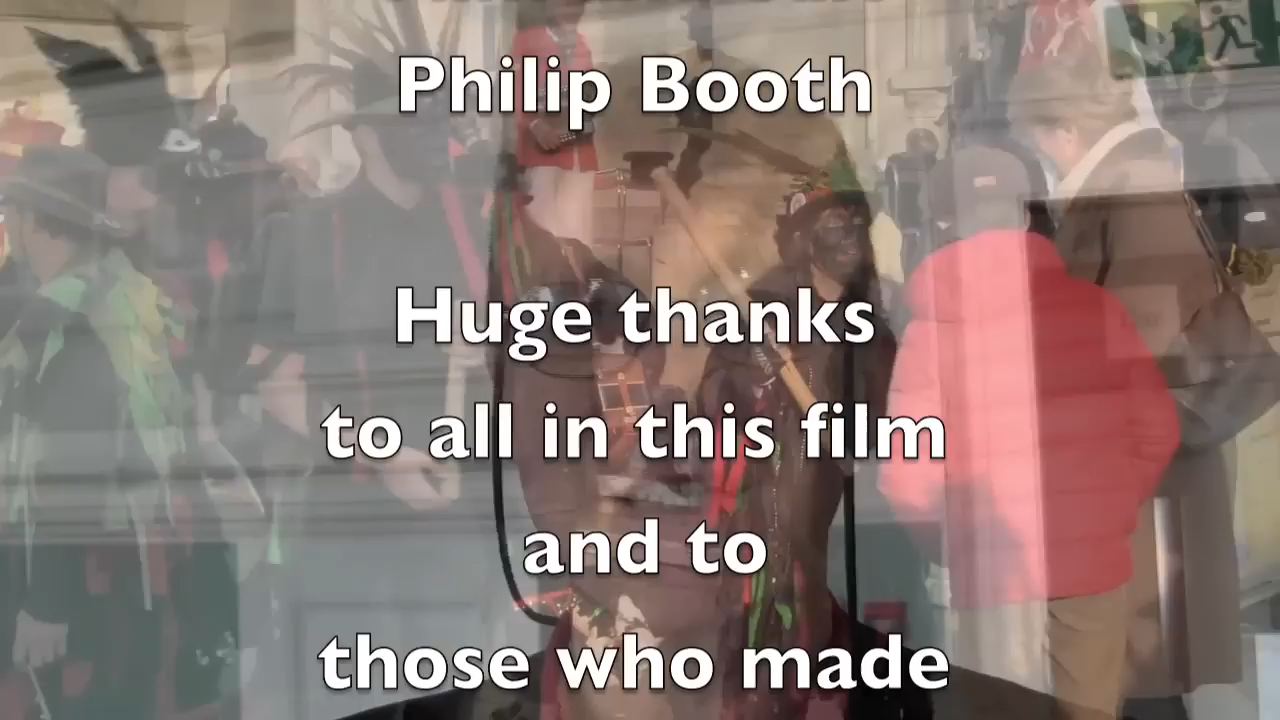 Philip Booth
Huge thanks
to all in this film
and to
those who made